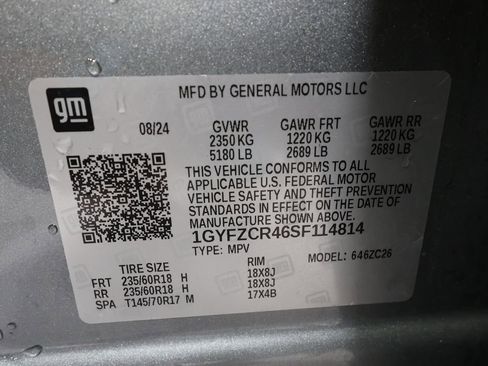 gm
MFD BY GENERAL MOTORS LLC
08/24 GVWR GAWR FRT GAWR RR
2350 KG 1220 KG 1220 KG
5180 LB 2689 LB 2689 LB
THIS VEHICLE CONFORMS TO ALL
APPLICABLE U.S. FEDERAL MOTOR
VEHICLE SAFETY AND THEFT PREVENTION
STANDARDS IN EFFECT ON THE DATE OF
MANUFACTURE SHOWN ABOVE.
1GYFZCR46SF114814
TYPE: MPV MODEL: 646ZC26
TIRE SIZE RIM
FRT 235/60R18 H 18X8J
RR 235/60R18 H 18X8J
SPA T145/70R17 M 17X4B